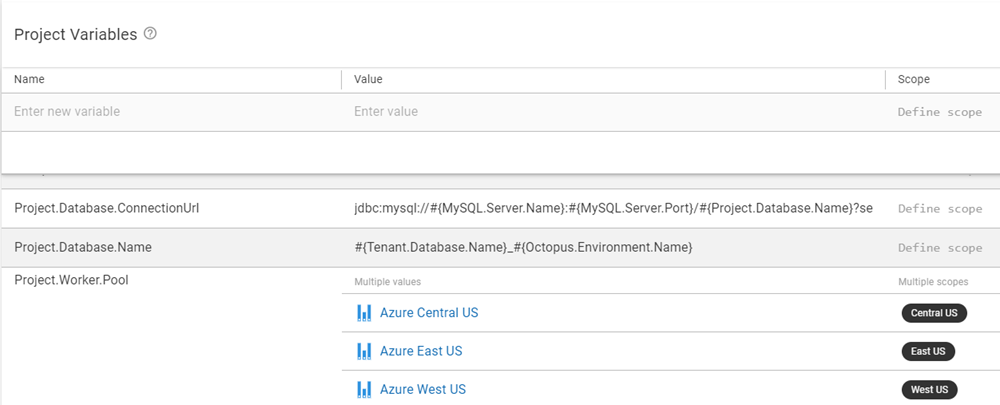 Project Variables ?
Name Value Scope
Enter new variable Enter value Define scope
Project.Database.ConnectionUrl jdbc:mysql://#{MySQL.Server.Name}:#{MySQL.Server.Port}/#{Project.Database.Name}?se Define scope
Project.Database.Name #{Tenant.Database.Name}_#{Octopus.Environment.Name} Define scope
Project.Worker.Pool Multiple values Multiple scopes
Azure Central US Central US
Azure East US East US
Azure West US West US